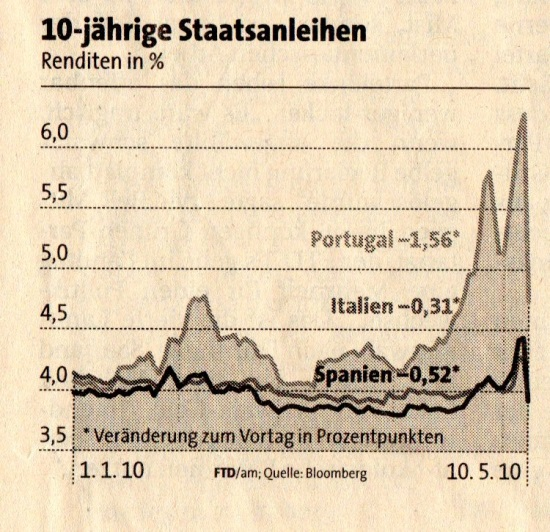 10-jährige Staatsanleihen
Renditen in %
6,0
5,5
5,0
4,5
4,0
3,5
Portugal –1,56*
Italien –0,31*
Spanien –0,52*
* Veränderung zum Vortag in Prozentpunkten
1. 1. 10
FTD/am; Quelle: Bloomberg
10. 5. 10